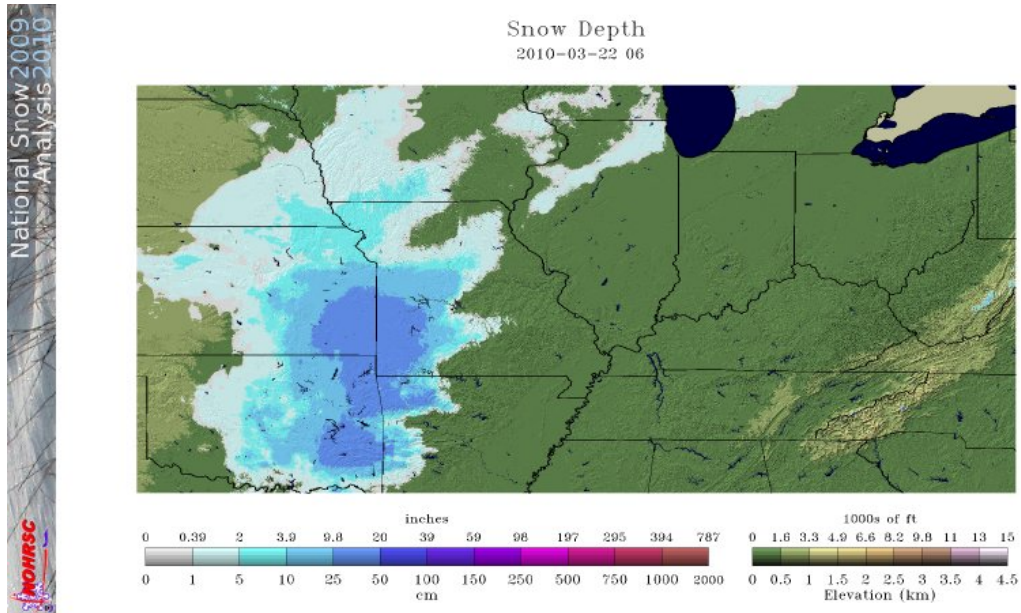 National Snow
Analysis
2009-
2010
NOHRSC
Snow Depth
2010-03-22 06
inches
0 0.39 2 3.9 9.8 20 39 59 98 197 295 394 787
0 1 5 10 25 50 100 150 250 500 750 1000 2000
cm
1000s of ft
0 1.6 3.3 4.9 6.6 8.2 9.8 11 13 15
0 0.5 1 1.5 2 2.5 3 3.5 4 4.5
Elevation (km)